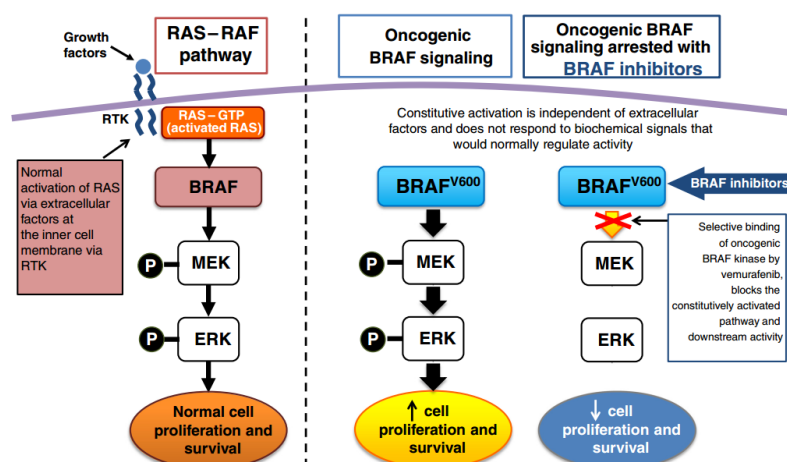 RAS–RAF
pathway
Growth
factors
RTK
RAS–GTP
(activated RAS)
Normal
activation of RAS
via extracellular
factors at
the inner cell
membrane via
RTK
BRAF
P
MEK
P
ERK
Normal cell
proliferation and
survival
Oncogenic
BRAF signaling
Oncogenic BRAF
signaling arrested with
BRAF inhibitors
Constitutive activation is independent of extracellular
factors and does not respond to biochemical signals that
would normally regulate activity
BRAFV600
P
MEK
P
ERK
↑ cell
proliferation and
survival
BRAFV600
BRAF inhibitors
Selective binding
of oncogenic
BRAF kinase by
vemurafenib,
blocks the
constitutively activated
pathway and
downstream activity
MEK
ERK
↓ cell
proliferation and
survival